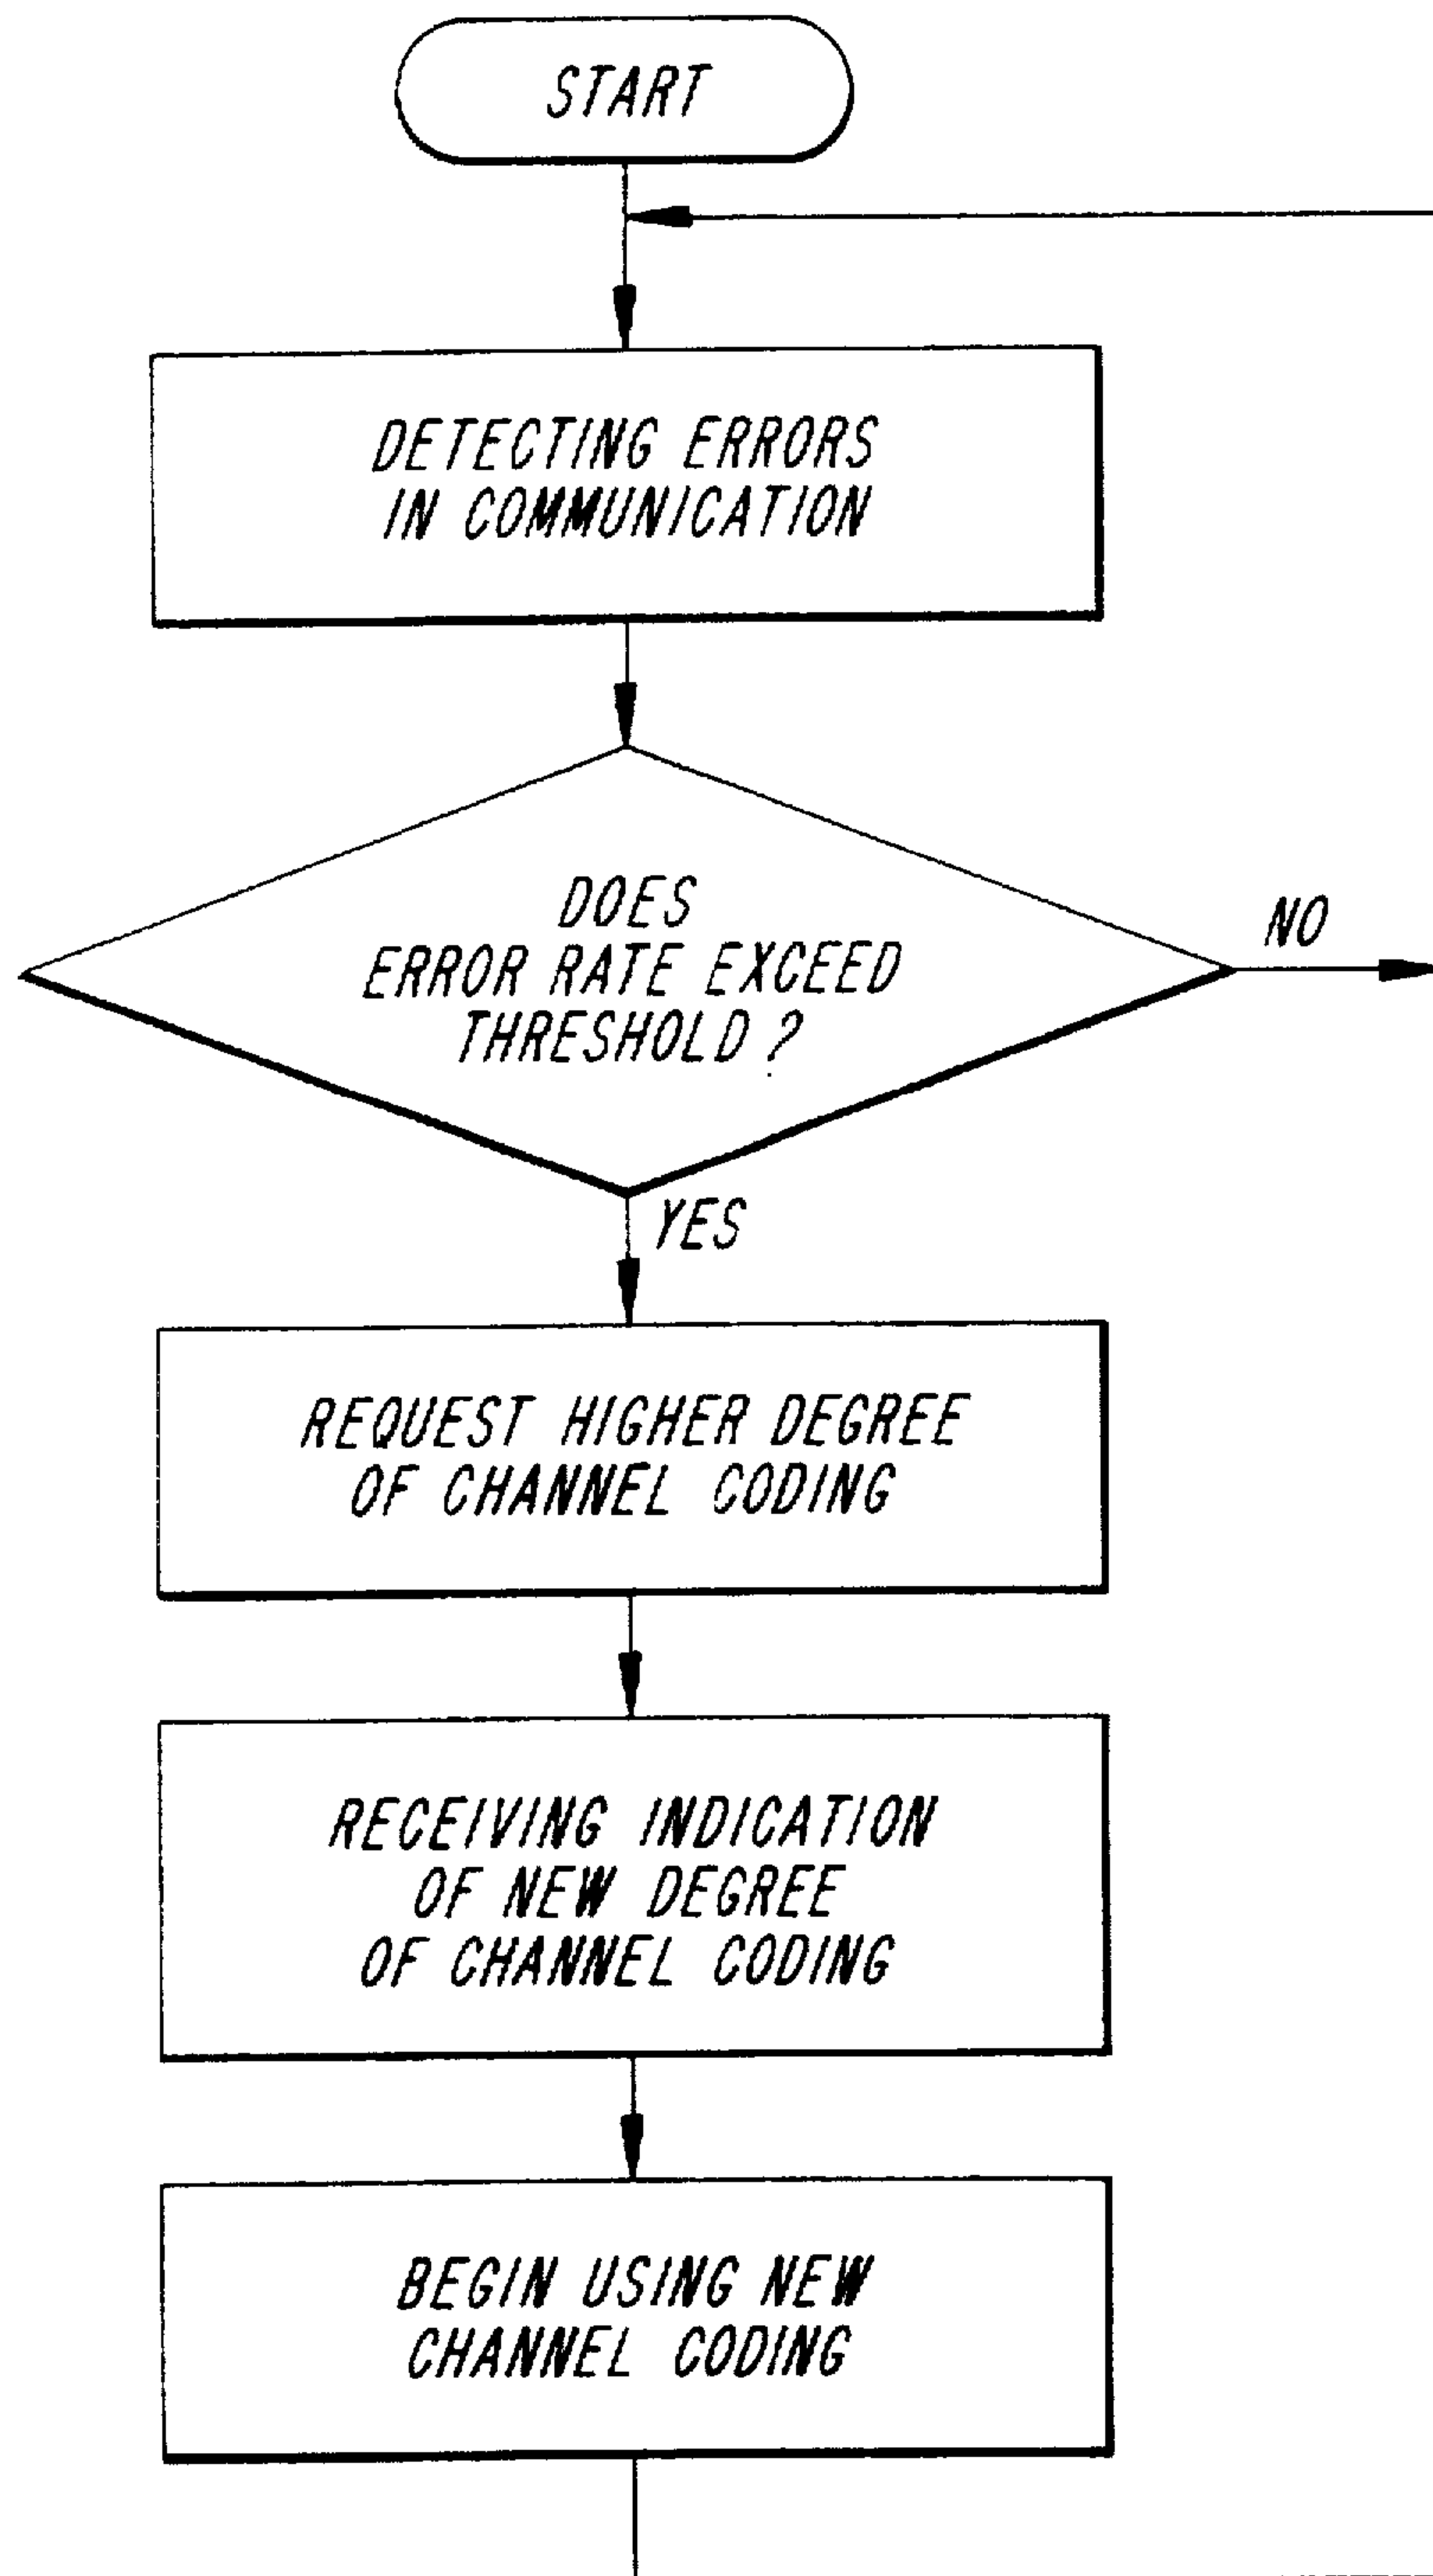 START
DETECTING ERRORS
IN COMMUNICATION
DOES
ERROR RATE EXCEED
THRESHOLD?
NO
YES
REQUEST HIGHER DEGREE
OF CHANNEL CODING
RECEIVING INDICATION
OF NEW DEGREE
OF CHANNEL CODING
BEGIN USING NEW
CHANNEL CODING